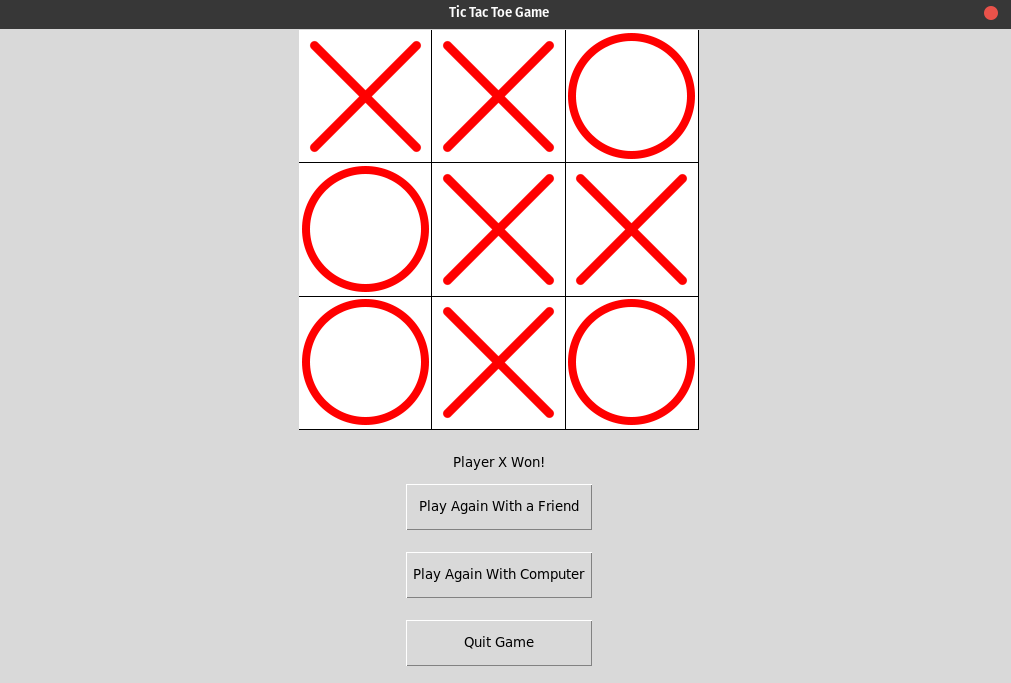 Tic Tac Toe Game
Player X Won!
Play Again With a Friend
Play Again With Computer
Quit Game